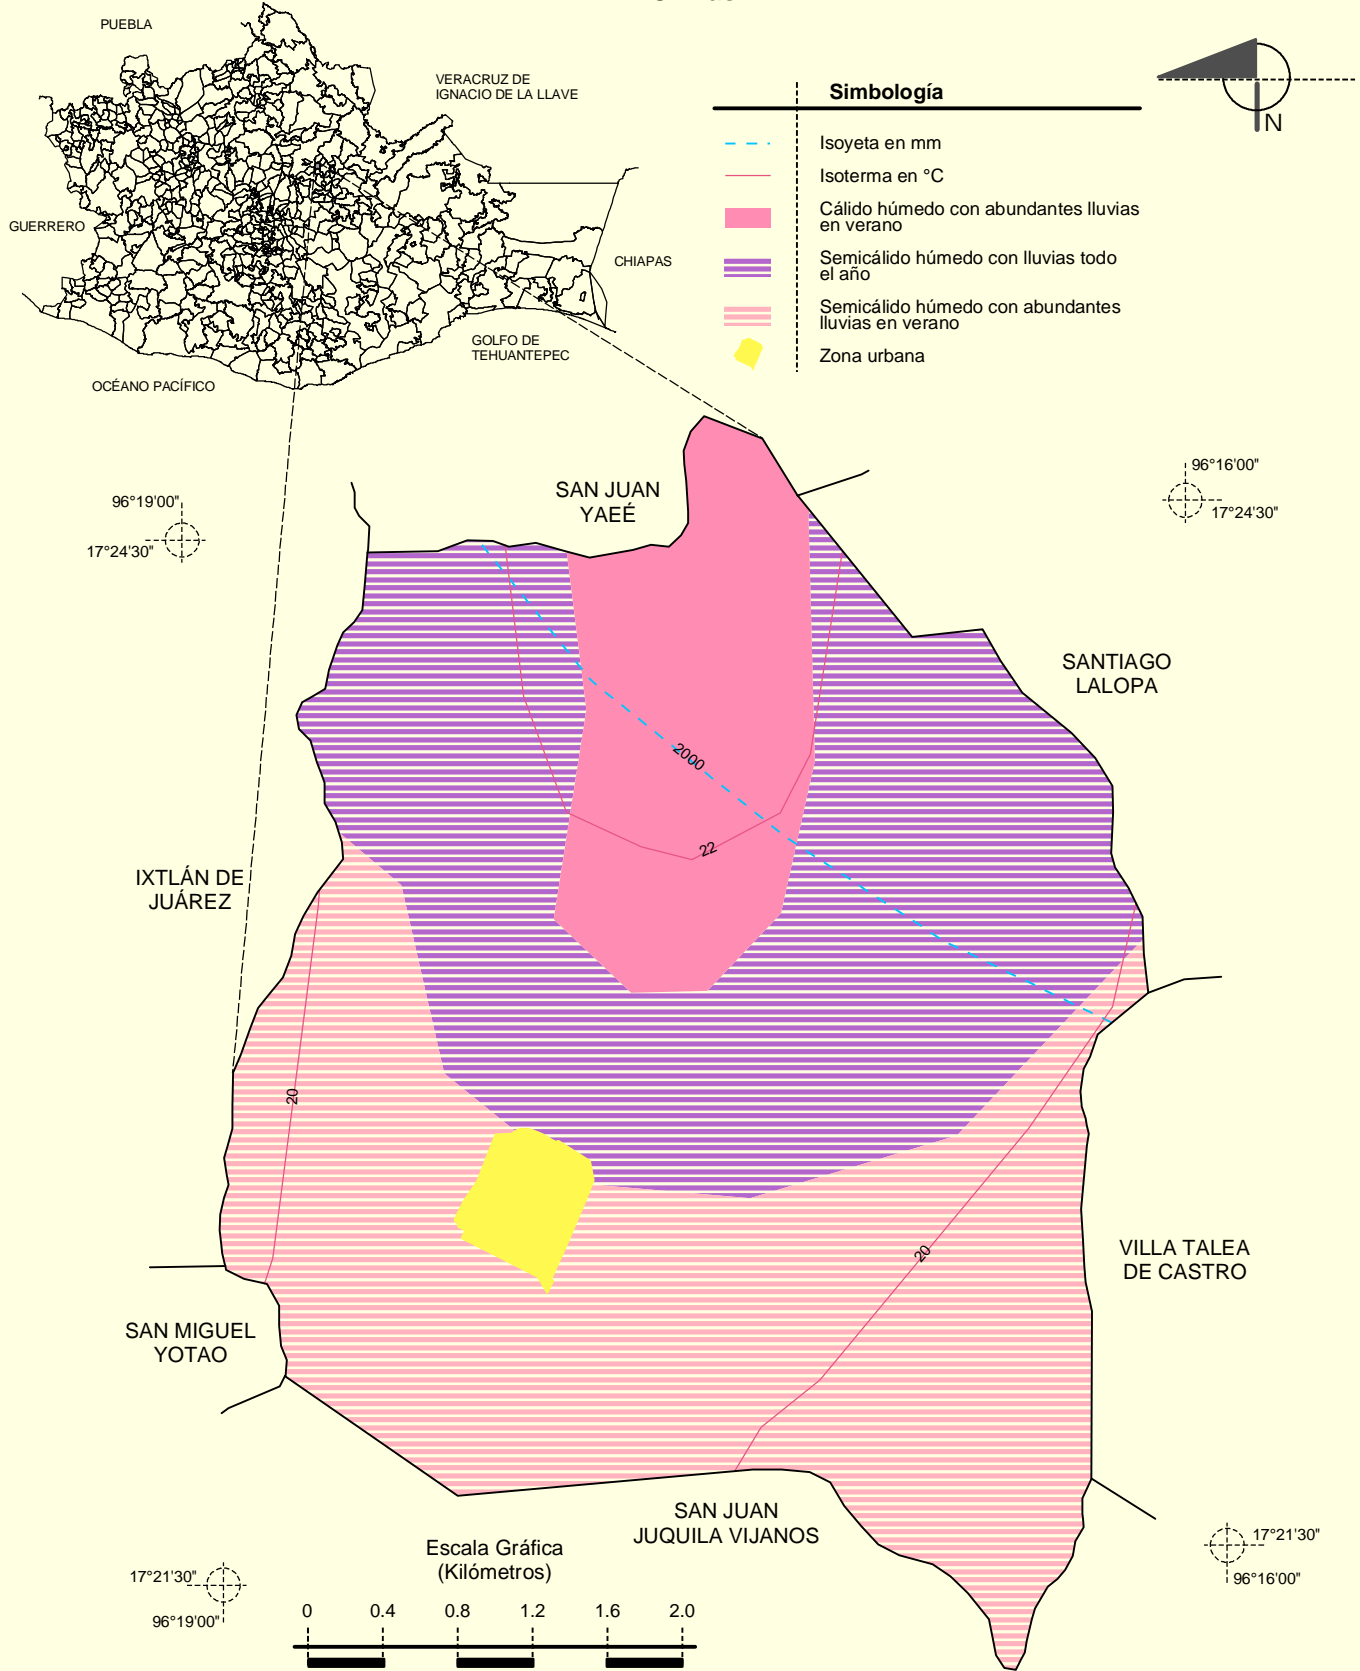 PUEBLA
VERACRUZ DE
IGNACIO DE LA LLAVE
GUERRERO
CHIAPAS
GOLFO DE
TEHUANTEPEC
OCÉANO PACÍFICO
Simbología
Isoyeta en mm
Isoterma en °C
Cálido húmedo con abundantes lluvias
en verano
Semicálido húmedo con lluvias todo
el año
Semicálido húmedo con abundantes
lluvias en verano
Zona urbana
N
96°19'00"
17°24'30"
96°16'00"
17°24'30"
SAN JUAN
YAEÉ
SANTIAGO
LALOPA
2000
22
IXTLÁN DE
JUÁREZ
20
20
VILLA TALEA
DE CASTRO
SAN MIGUEL
YOTAO
SAN JUAN
JUQUILA VIJANOS
17°21'30"
96°19'00"
17°21'30"
96°16'00"
Escala Gráfica
(Kilómetros)
0 0.4 0.8 1.2 1.6 2.0